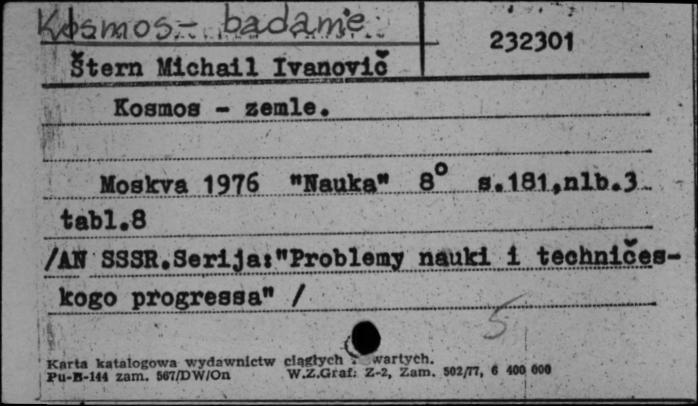 Kosmos - badanie
232301
Štern Michail Ivanovič
Kosmos - zemle.
Moskva 1976 "Nauka" 8° s.181,nlb.3
tabl.8
/AN SSSR.Serija:"Problemy nauki i techničes-
kogo progressa" /
5
Karta katalogowa wydawnictw ciągłych i zwartych.
Pu-B-144 zam. 567/DW/On W.Z.Graf. Z-2, Zam. 502/77, 6 400 000